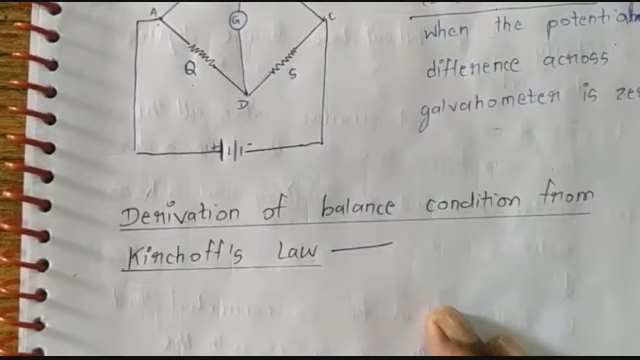 A
G
C
when the potential
Q
S
difference across
D
galvanometer is
Derivation of balance condition from
Kirchoff's Law